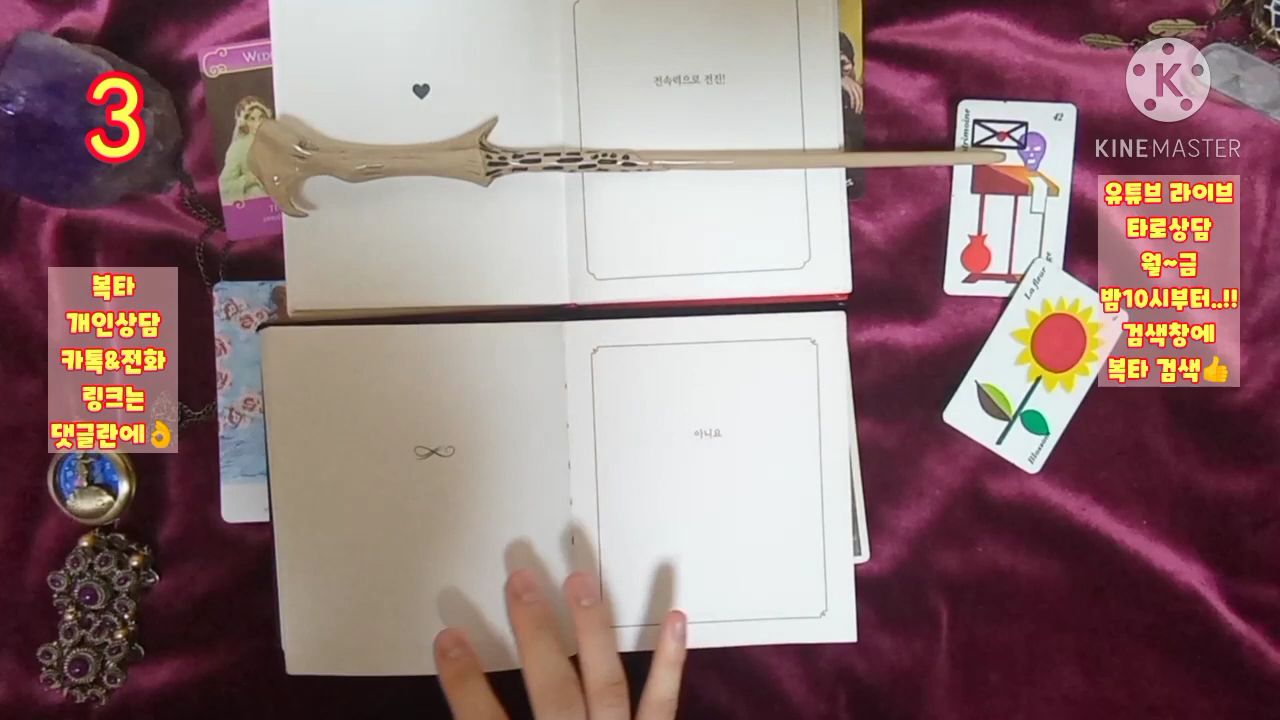 3
WED
전속력으로 전진!
42
KINEMASTER
유튜브 라이브
타로상담
월~금
밤10시부터..!!
검색창에
복타 검색👍
복타
개인상담
카톡&전화
링크는
댓글란에👌
La fleur
아니요
Blossom